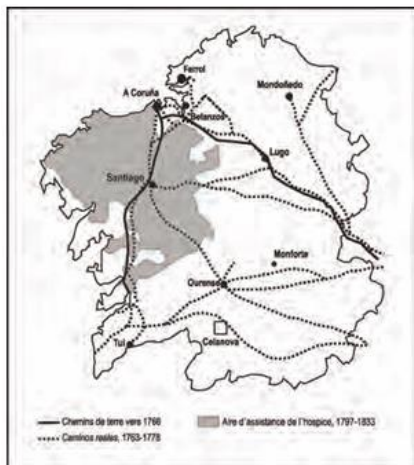 Ferrol
A Coruña
Mondoñedo
Betanzos
Lugo
Santiago
Monforte
Ourense
Celanova
Tui
Chemins de terre vers 1766
Aire d'assistance de l'hospice, 1797-1833
Caminos reales, 1763-1778